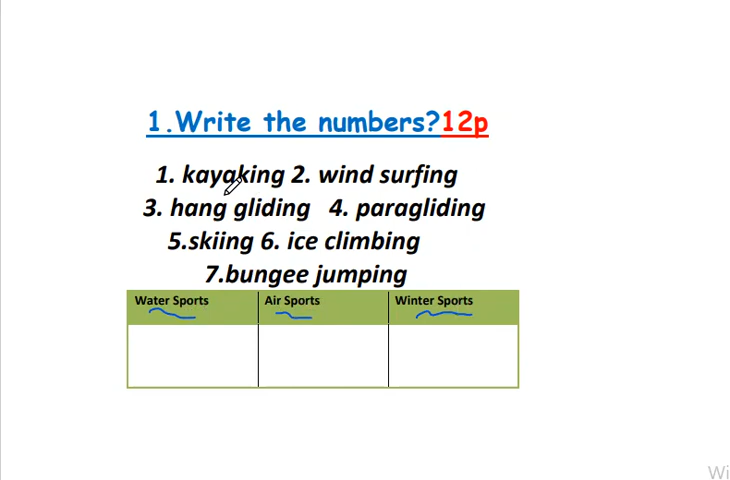 1.Write the numbers?12p
1. kayaking 2. wind surfing
3. hang gliding 4. paragliding
5.skiing 6. ice climbing
7.bungee jumping
Water Sports Air Sports Winter Sports
Wi